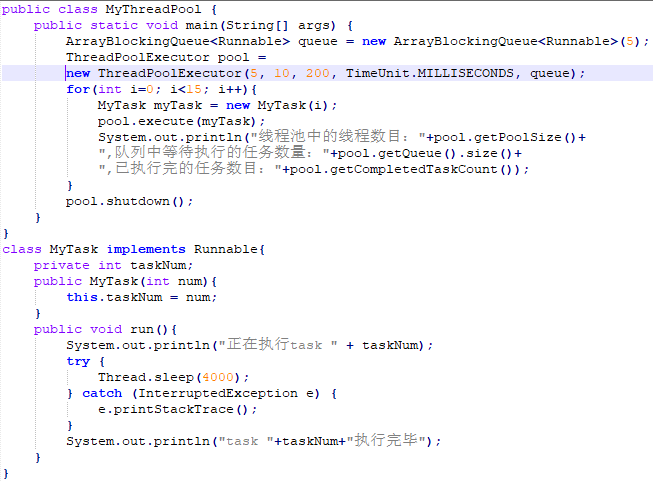 public class MyThreadPool {
    public static void main(String[] args) {
        ArrayBlockingQueue<Runnable> queue = new ArrayBlockingQueue<Runnable>(5);
        ThreadPoolExecutor pool =
        new ThreadPoolExecutor(5, 10, 200, TimeUnit.MILLISECONDS, queue);
        for(int i=0; i<15; i++){
            MyTask myTask = new MyTask(i);
            pool.execute(myTask);
            System.out.println("线程池中的线程数目："+pool.getPoolSize()+
            ",队列中等待执行的任务数量："+pool.getQueue().size()+
            ",已执行完的任务数目："+pool.getCompletedTaskCount());
        }
        pool.shutdown();
    }
}
class MyTask implements Runnable{
    private int taskNum;
    public MyTask(int num){
        this.taskNum = num;
    }
    public void run(){
        System.out.println("正在执行task " + taskNum);
        try {
            Thread.sleep(4000);
        } catch (InterruptedException e) {
            e.printStackTrace();
        }
        System.out.println("task "+taskNum+"执行完毕");
    }
}